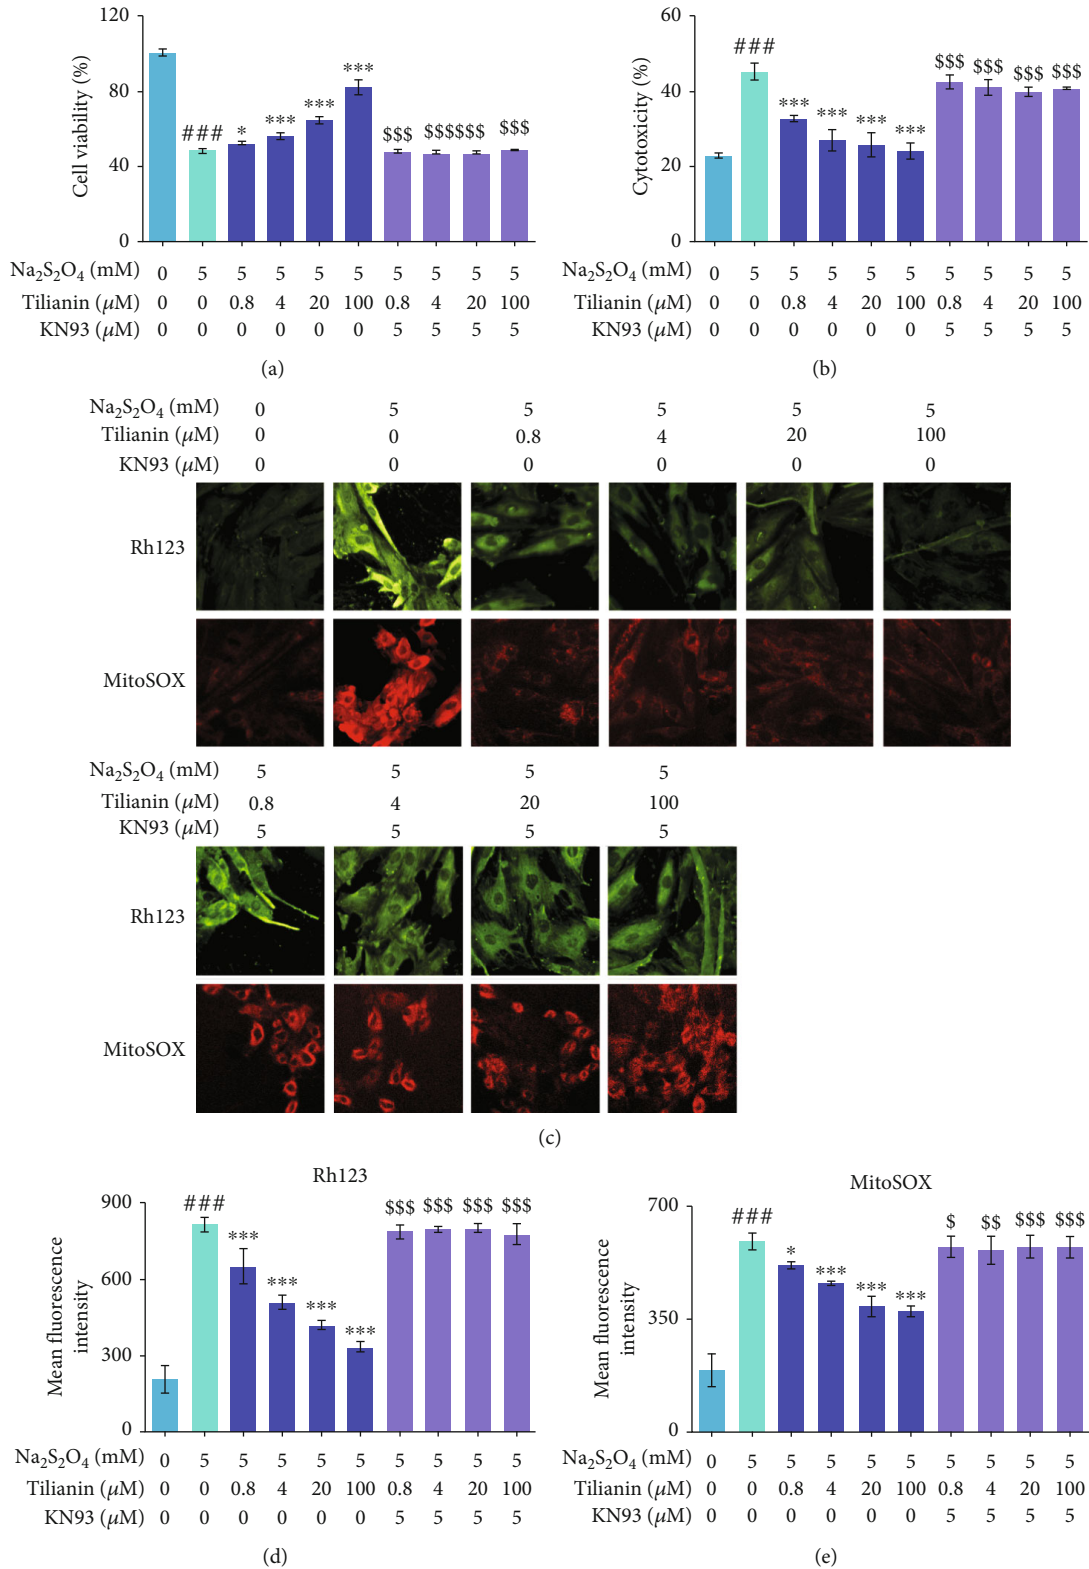 120
80
40
0
Cell viability (%)
###
*
***
***
***
$$$
$$$$$$
$$$
Na₂S₂O₄ (mM) 0 5 5 5 5 5 5 5 5 5
Tilianin (μM) 0 0 0.8 4 20 100 0.8 4 20 100
KN93 (μM) 0 0 0 0 0 0 5 5 5 5
(a)
60
40
20
0
Cytotoxicity (%)
###
***
***
***
***
$$$
$$$
$$$
$$$
Na₂S₂O₄ (mM) 0 5 5 5 5 5 5 5 5 5
Tilianin (μM) 0 0 0.8 4 20 100 0.8 4 20 100
KN93 (μM) 0 0 0 0 0 0 5 5 5 5
(b)
Na₂S₂O₄ (mM) 0 5 5 5 5 5
Tilianin (μM) 0 0 0.8 4 20 100
KN93 (μM) 0 0 0 0 0 0
Rh123
MitoSOX
Na₂S₂O₄ (mM) 5 5 5 5
Tilianin (μM) 0.8 4 20 100
KN93 (μM) 5 5 5 5
Rh123
MitoSOX
(c)
Rh123
900
600
300
0
Mean fluorescence
intensity
###
***
***
***
***
$$$
$$$
$$$
$$$
Na₂S₂O₄ (mM) 0 5 5 5 5 5 5 5 5 5
Tilianin (μM) 0 0 0.8 4 20 100 0.8 4 20 100
KN93 (μM) 0 0 0 0 0 0 5 5 5 5
(d)
MitoSOX
700
350
0
Mean fluorescence
intensity
###
*
***
***
***
$
$$
$$$
$$$
Na₂S₂O₄ (mM) 0 5 5 5 5 5 5 5 5 5
Tilianin (μM) 0 0 0.8 4 20 100 0.8 4 20 100
KN93 (μM) 0 0 0 0 0 0 5 5 5 5
(e)